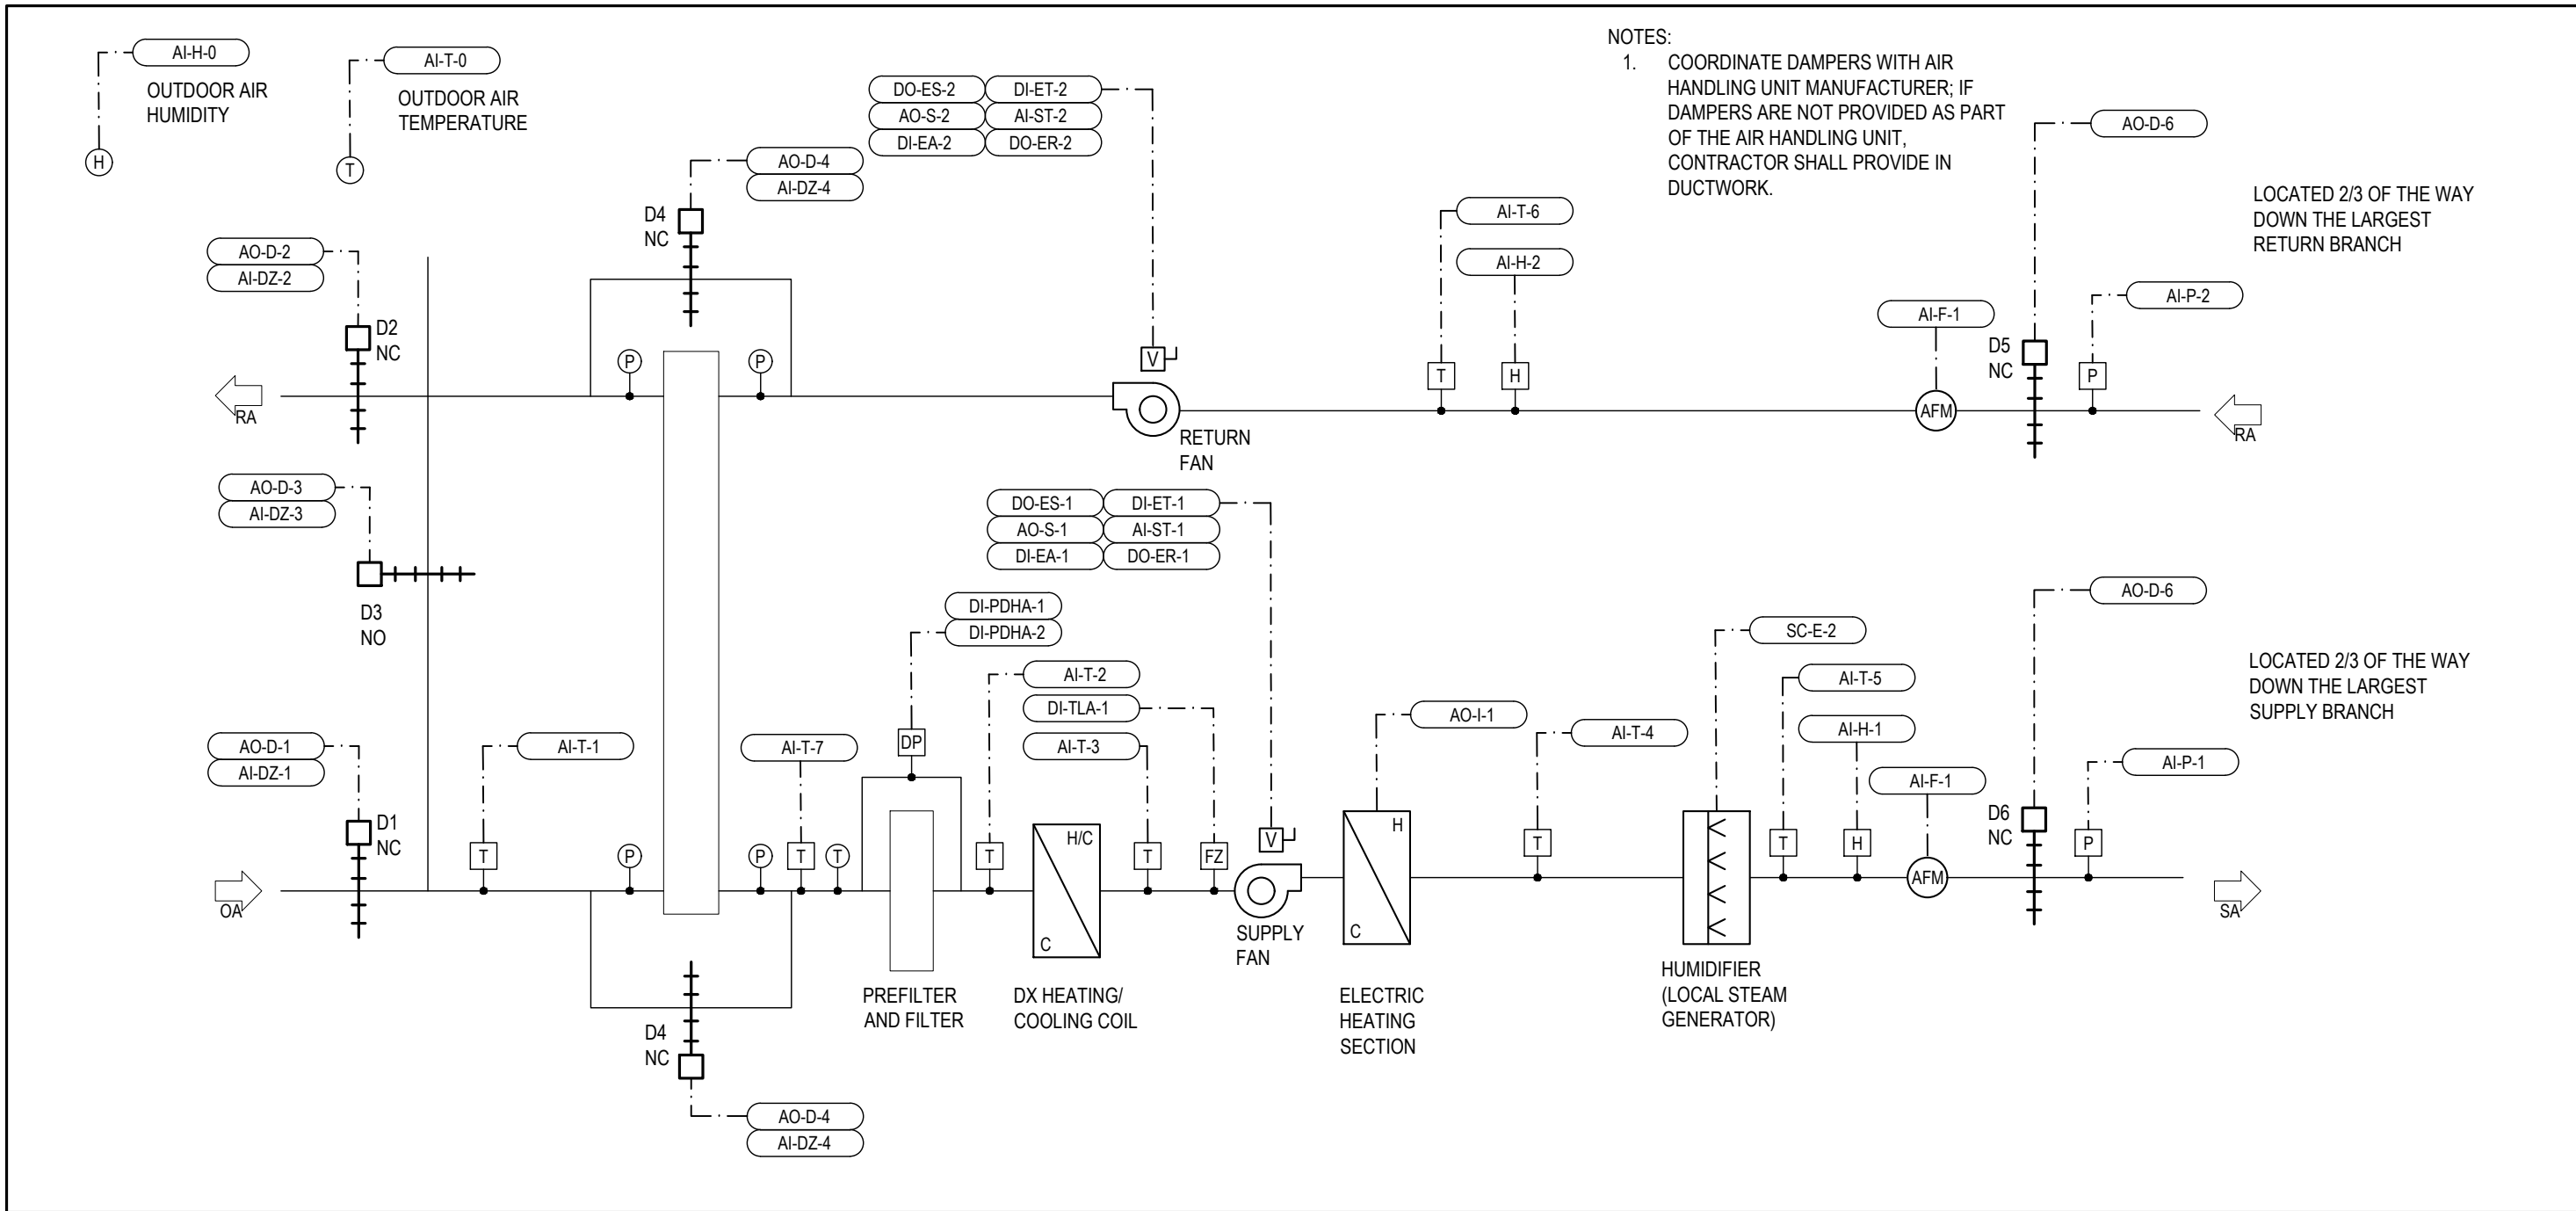 AI-H-0
OUTDOOR AIR
HUMIDITY
H
AI-T-0
OUTDOOR AIR
TEMPERATURE
T
NOTES:
1. COORDINATE DAMPERS WITH AIR
HANDLING UNIT MANUFACTURER; IF
DAMPERS ARE NOT PROVIDED AS PART
OF THE AIR HANDLING UNIT,
CONTRACTOR SHALL PROVIDE IN
DUCTWORK.
DO-ES-2 DI-ET-2
AO-S-2 AI-ST-2
DI-EA-2 DO-ER-2
AO-D-4
AI-DZ-4
D4
NC
AO-D-2
AI-DZ-2
D2
NC
RA
P
P
V
RETURN
FAN
AI-T-6
T
AI-H-2
H
AI-F-1
AFM
AO-D-6
D5
NC
LOCATED 2/3 OF THE WAY
DOWN THE LARGEST
RETURN BRANCH
AI-P-2
P
RA
AO-D-3
AI-DZ-3
D3
NO
DO-ES-1 DI-ET-1
AO-S-1 AI-ST-1
DI-EA-1 DO-ER-1
DI-PDHA-1
DI-PDHA-2
DP
AO-D-1
AI-DZ-1
D1
NC
OA
AI-T-1
T
P
P
AI-T-7
T
T
PREFILTER
AND FILTER
AI-T-2
DI-TLA-1
AI-T-3
T
H/C
C
T
FZ
DX HEATING/
COOLING COIL
V
SUPPLY
FAN
AO-I-1
H
C
ELECTRIC
HEATING
SECTION
AI-T-4
T
SC-E-2
HUMIDIFIER
(LOCAL STEAM
GENERATOR)
AI-T-5
T
AI-H-1
H
AI-F-1
AFM
AO-D-6
D6
NC
LOCATED 2/3 OF THE WAY
DOWN THE LARGEST
SUPPLY BRANCH
AI-P-1
P
SA
D4
NC
AO-D-4
AI-DZ-4